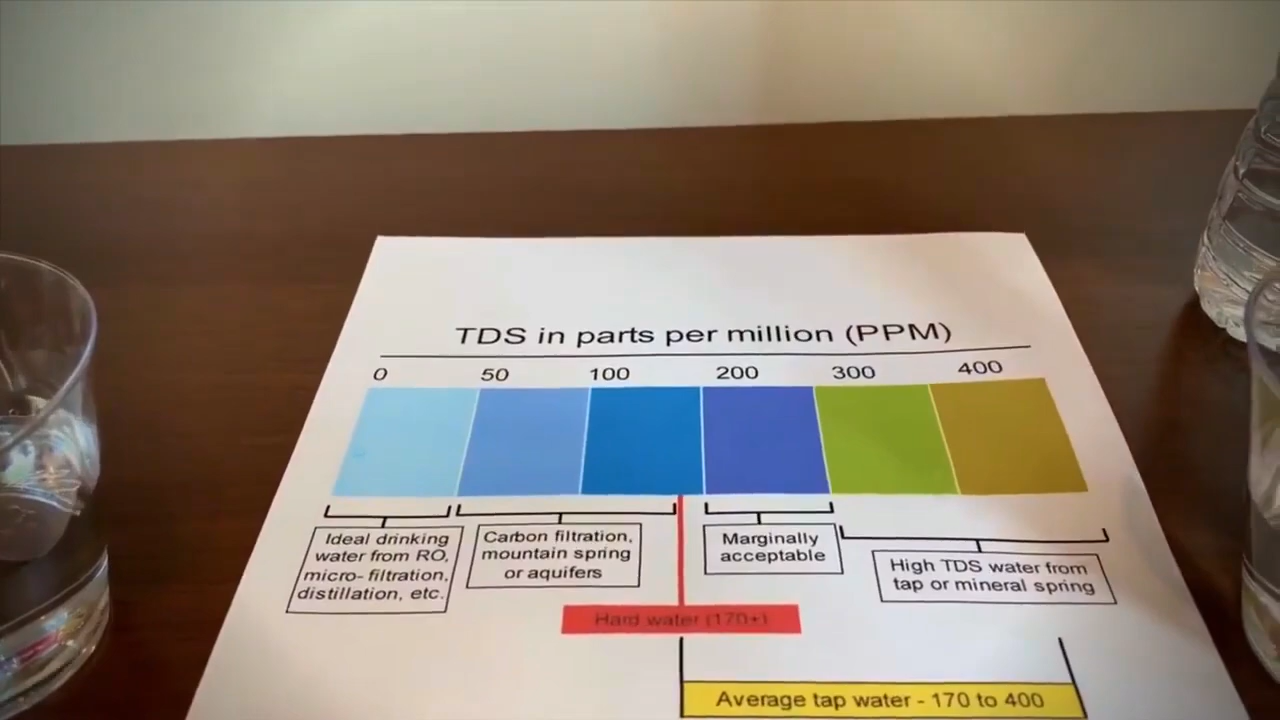 TDS in parts per million (PPM)
0 50 100 200 300 400
Ideal drinking
water from RO,
micro- filtration,
distillation, etc.
Carbon filtration,
mountain spring
or aquifers
Marginally
acceptable
High TDS water from
tap or mineral spring
Hard water (170+)
Average tap water - 170 to 400